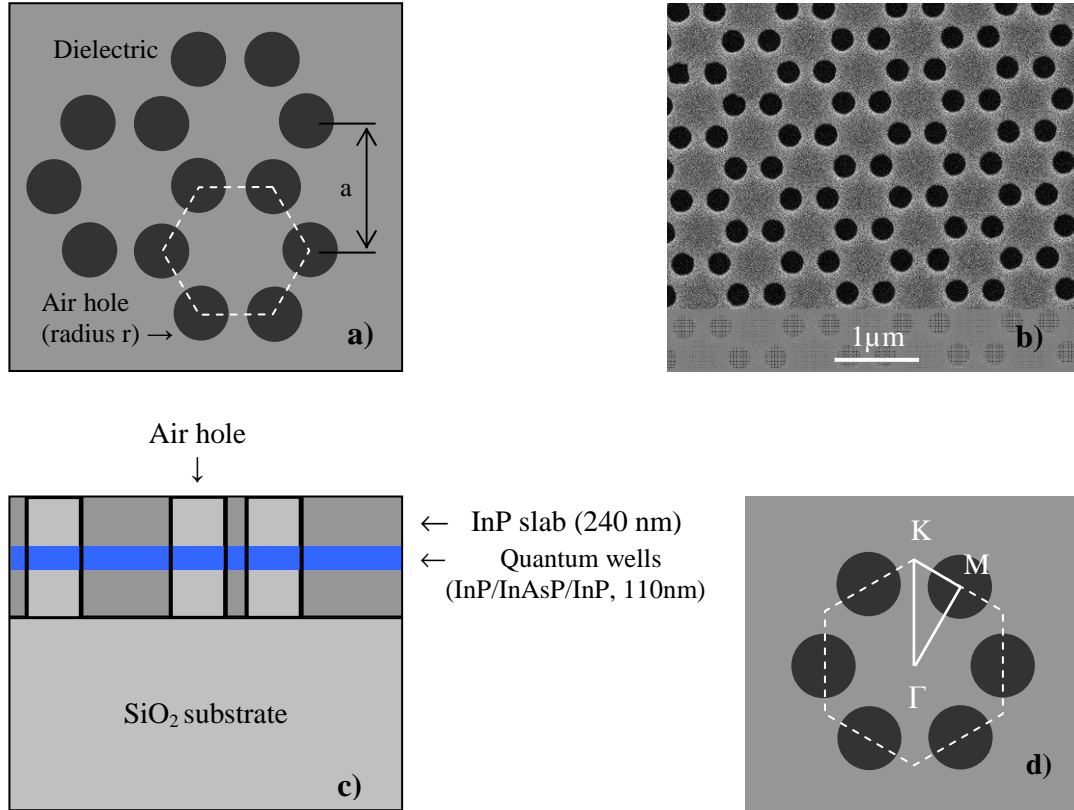 Dielectric
a
Air hole
(radius r) →
a)
1µm
b)
Air hole
↓
← InP slab (240 nm)
← Quantum wells
(InP/InAsP/InP, 110nm)
SiO₂ substrate
c)
K
M
Γ
d)